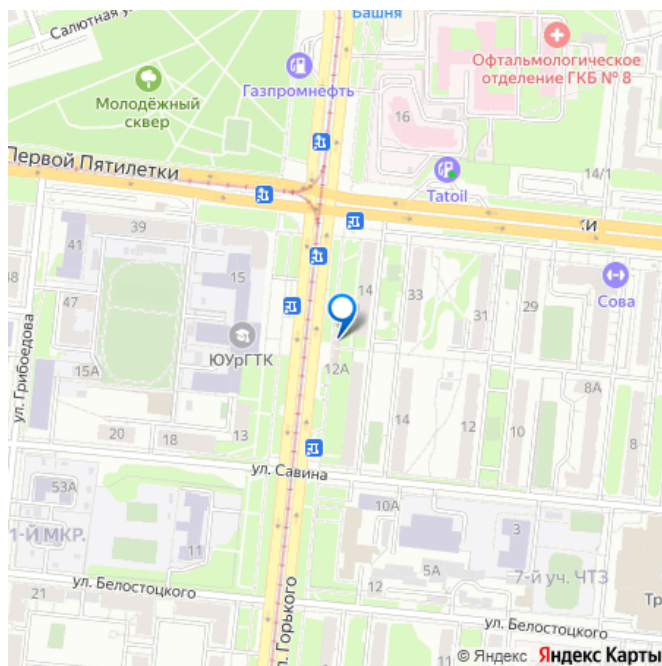 Салютная ул.
Башня
Офтальмологическое
отделение ГКБ № 8
Газпромнефть
Молодёжный
сквер
16
Первой Пятилетки
14/1
Tatoil
ки
39
41
15
14
33
29
31
Сова
48
47
ул. Грибоедова
ЮУрГТК
15А
12А
8А
14
12
10
8
20
18
13
ул. Савина
53А
10А
3
1-Й МКР.
11
5А
7-й уч. ЧТЗ
21
ул. Белостоцкого
12
Тр
ул. Белостоцкого
л. Горького
© Яндекс Яндекс Карты